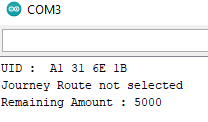 COM3
UID :  A1 31 6E 1B
Journey Route not selected
Remaining Amount : 5000